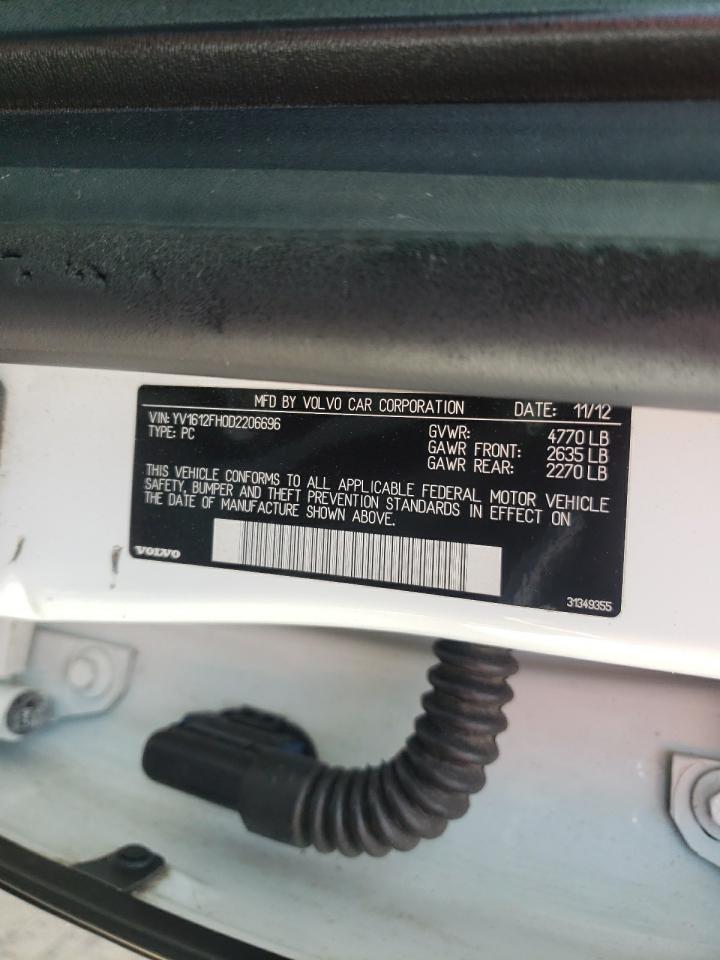 MFD BY VOLVO CAR CORPORATION DATE: 11/12
VIN: YV1612FH0D2206696 GVWR: 4770 LB
TYPE: PC GAWR FRONT: 2635 LB
GAWR REAR: 2270 LB
THIS VEHICLE CONFORMS TO ALL APPLICABLE FEDERAL MOTOR VEHICLE
SAFETY, BUMPER AND THEFT PREVENTION STANDARDS IN EFFECT ON
THE DATE OF MANUFACTURE SHOWN ABOVE.
VOLVO
31349355